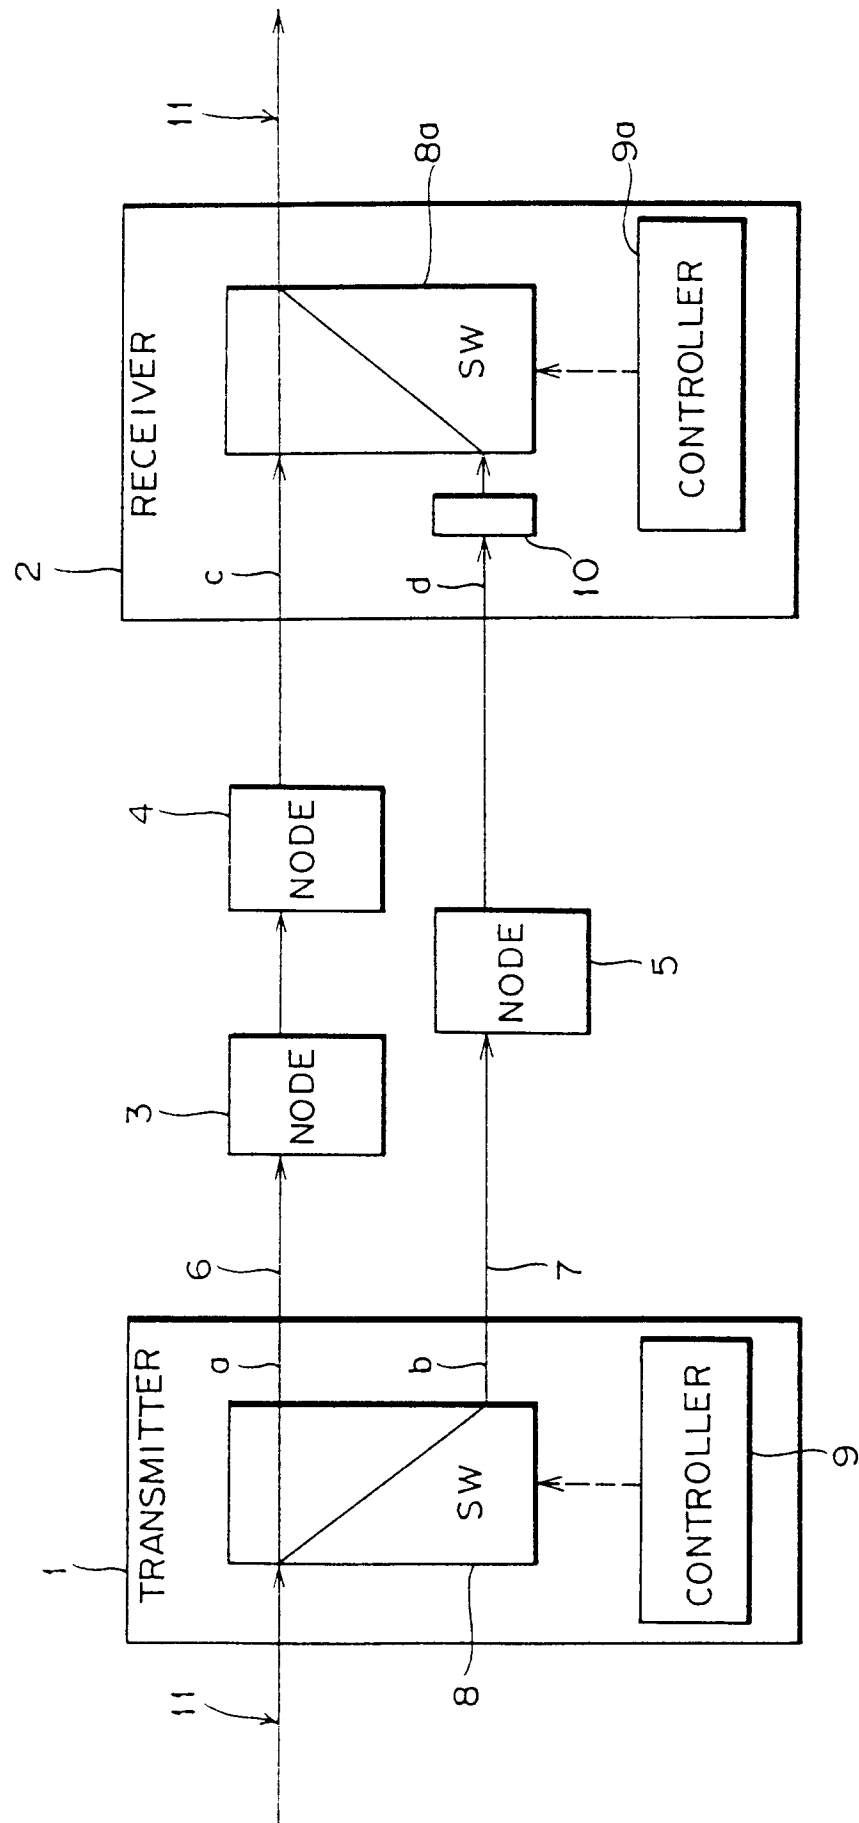 11
1
TRANSMITTER
a
6
3
NODE
4
NODE
c
2
RECEIVER
11
8
SW
b
7
NODE
5
d
10
SW
8a
CONTROLLER
9
CONTROLLER
9a